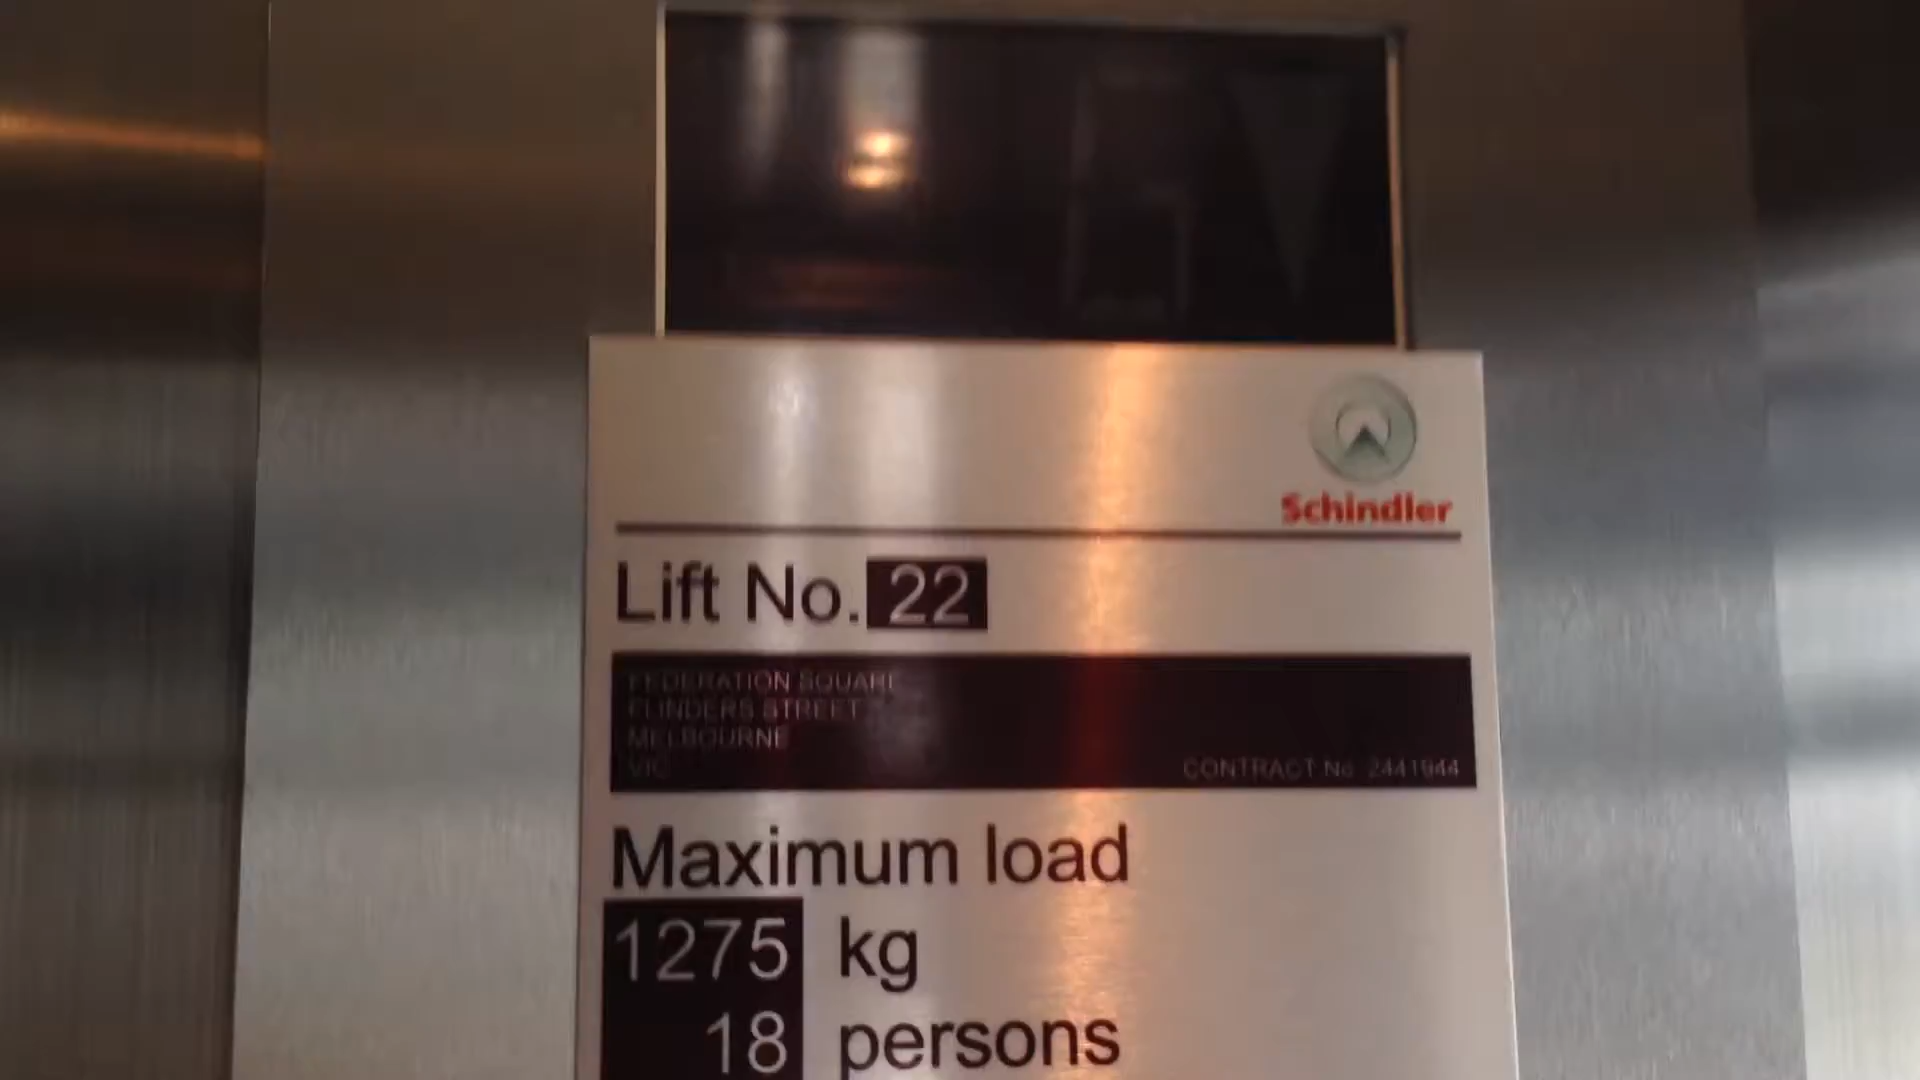 Schindler
Lift No. 22
FEDERATION SQUARE
FLINDERS STREET
MELBOURNE
VIC
CONTRACT No. 2441944
Maximum load
1275 kg
18 persons